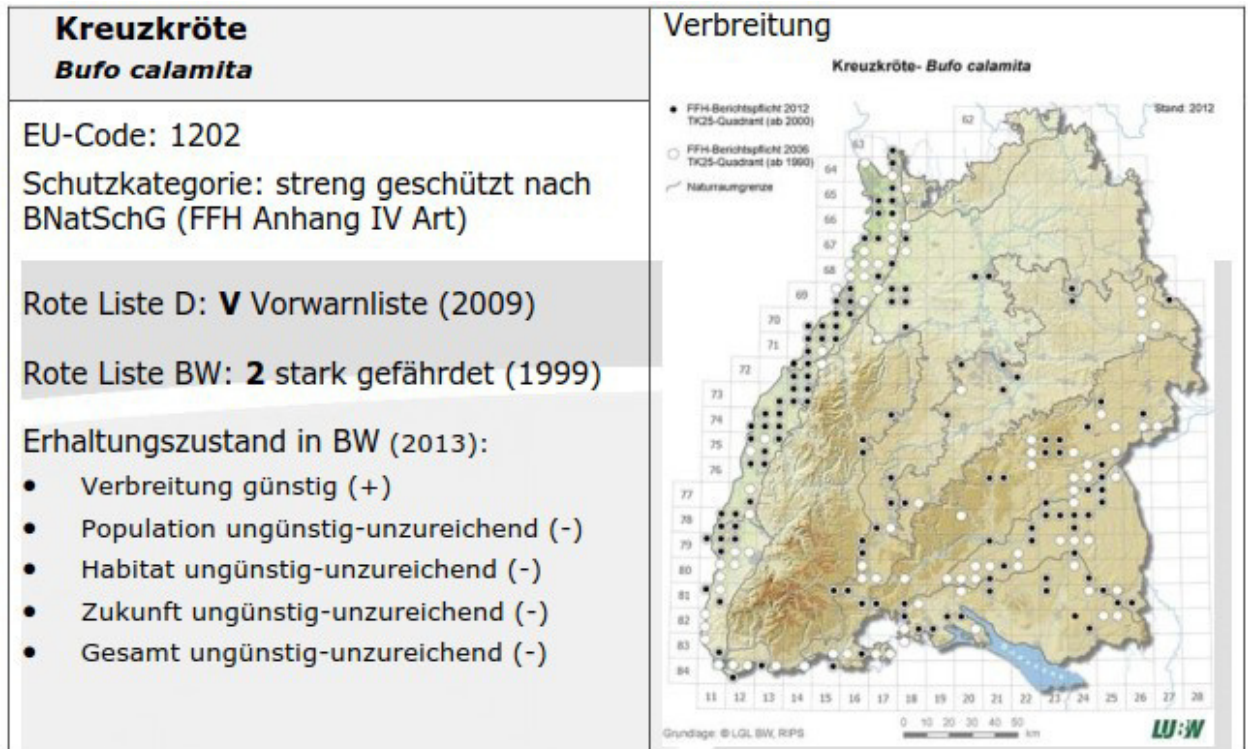 Kreuzkröte
Bufo calamita
EU-Code: 1202
Schutzkategorie: streng geschützt nach
BNatSchG (FFH Anhang IV Art)
Rote Liste D: V Vorwarnliste (2009)
Rote Liste BW: 2 stark gefährdet (1999)
Erhaltungszustand in BW (2013):
• Verbreitung günstig (+)
• Population ungünstig-unzureichend (-)
• Habitat ungünstig-unzureichend (-)
• Zukunft ungünstig-unzureichend (-)
• Gesamt ungünstig-unzureichend (-)
Verbreitung
Kreuzkröte- Bufo calamita
FFH-Berichtspflicht 2012
TK25-Quadrant (ab 2000)
FFH-Berichtspflicht 2006
TK25-Quadrant (ab 1990)
Naturraumgrenze
Stand: 2012
62
63
64
65
66
67
68
69
70
71
72
73
74
75
76
77
78
79
80
81
82
83
84
11 12 13 14 15 16 17 18 19 20 21 22 23 24 25 26 27 28
Grundlage: © LGL BW, RIPS
0 10 20 30 40 50 km
LU:W